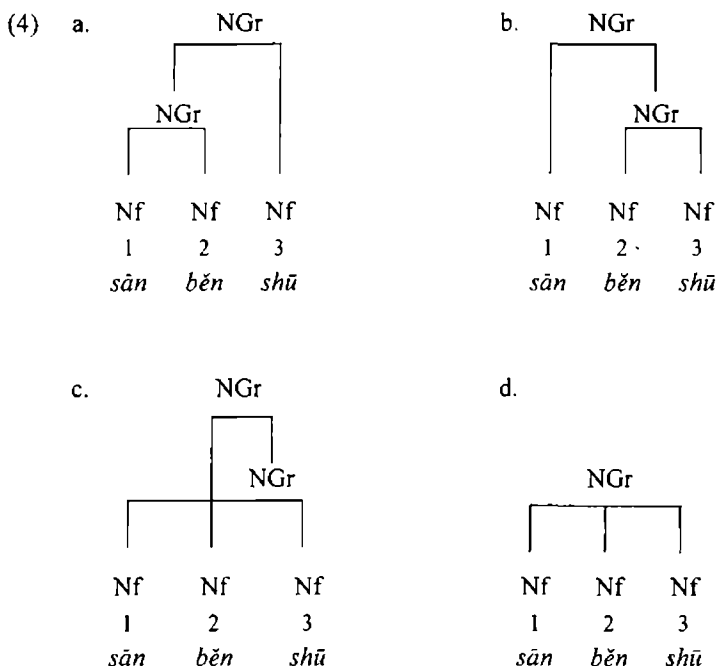 (4) a. NGr b. NGr
NGr NGr
Nf Nf Nf Nf Nf Nf
1 2 3 1 2 3
sān běn shū sān běn shū
c. NGr d.
NGr NGr
Nf Nf Nf Nf Nf Nf
1 2 3 1 2 3
sān běn shū sān běn shū